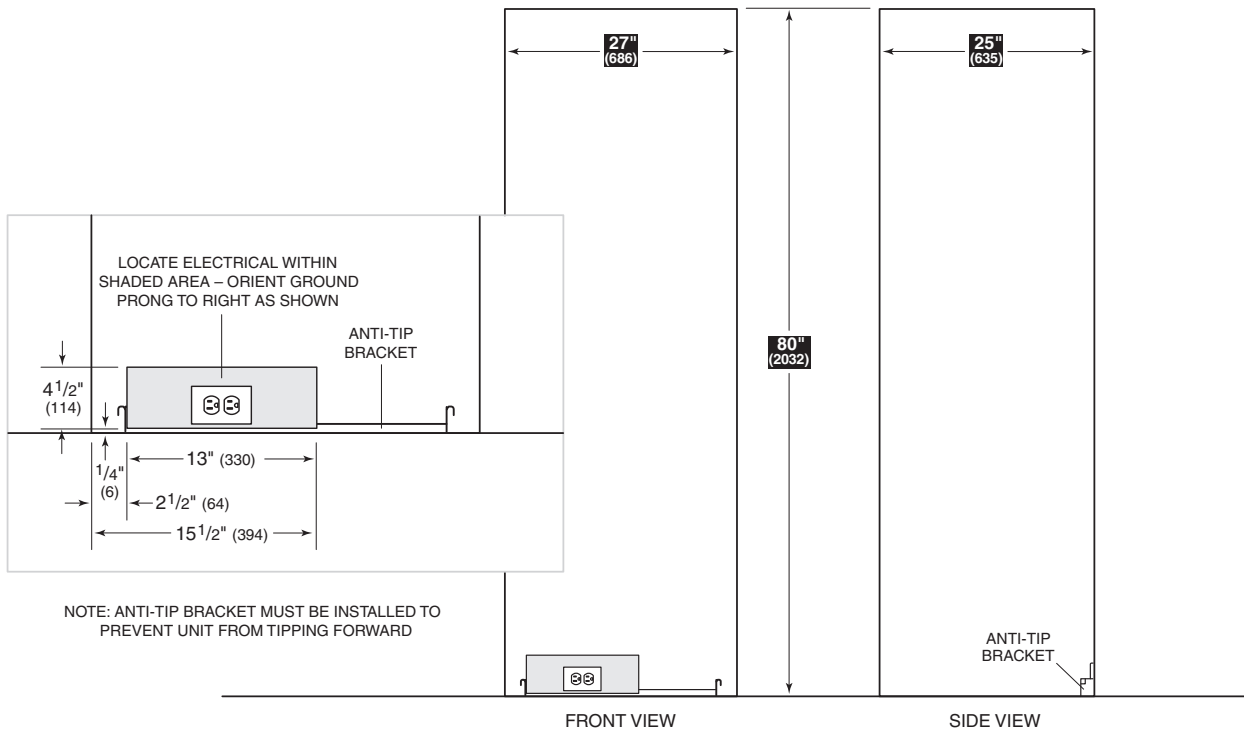 27"
(686)
25"
(635)
LOCATE ELECTRICAL WITHIN
SHADED AREA – ORIENT GROUND
PRONG TO RIGHT AS SHOWN
ANTI-TIP
BRACKET
80"
(2032)
4 1/2"
(114)
13" (330)
1/4"
(6)
2 1/2" (64)
15 1/2" (394)
NOTE: ANTI-TIP BRACKET MUST BE INSTALLED TO
PREVENT UNIT FROM TIPPING FORWARD
ANTI-TIP
BRACKET
FRONT VIEW
SIDE VIEW